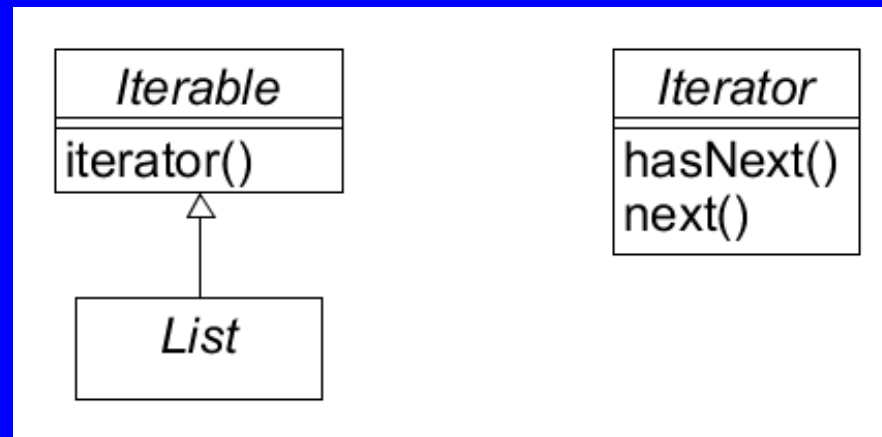 Iterable
iterator()
List
Iterator
hasNext()
next()